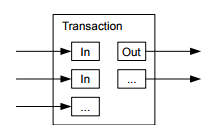 Transaction
In Out
In ...
...